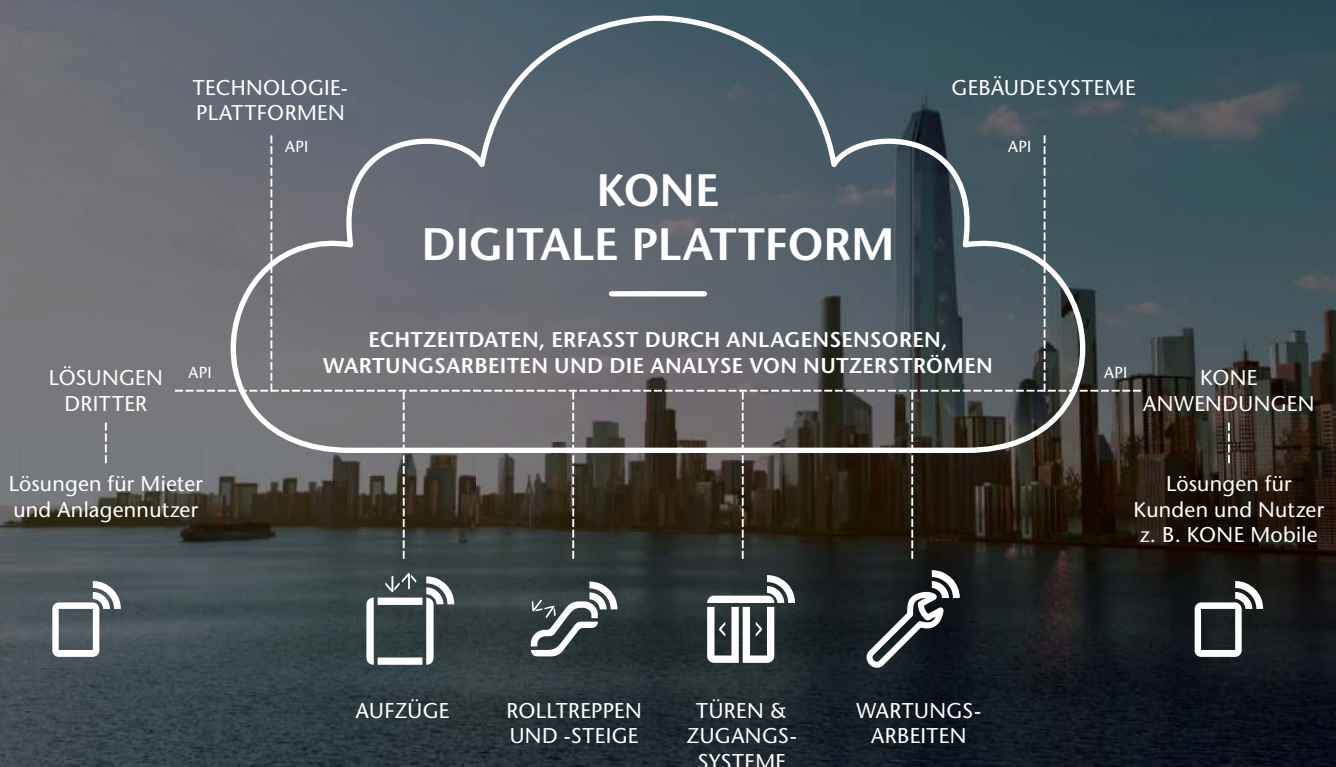 TECHNOLOGIE-
PLATTFORMEN
API
GEBÄUDESYSTEME
API
KONE
DIGITALE PLATTFORM
ECHTZEITDATEN, ERFASST DURCH ANLAGENSENSOREN,
WARTUNGSARBEITEN UND DIE ANALYSE VON NUTZERSTRÖMEN
LÖSUNGEN
DRITTER
API
Lösungen für Mieter
und Anlagennutzer
API
KONE
ANWENDUNGEN
Lösungen für
Kunden und Nutzer
z. B. KONE Mobile
AUFZÜGE
ROLLTREPPEN
UND -STEIGE
TÜREN &
ZUGANGS-
SYSTEME
WARTUNGS-
ARBEITEN